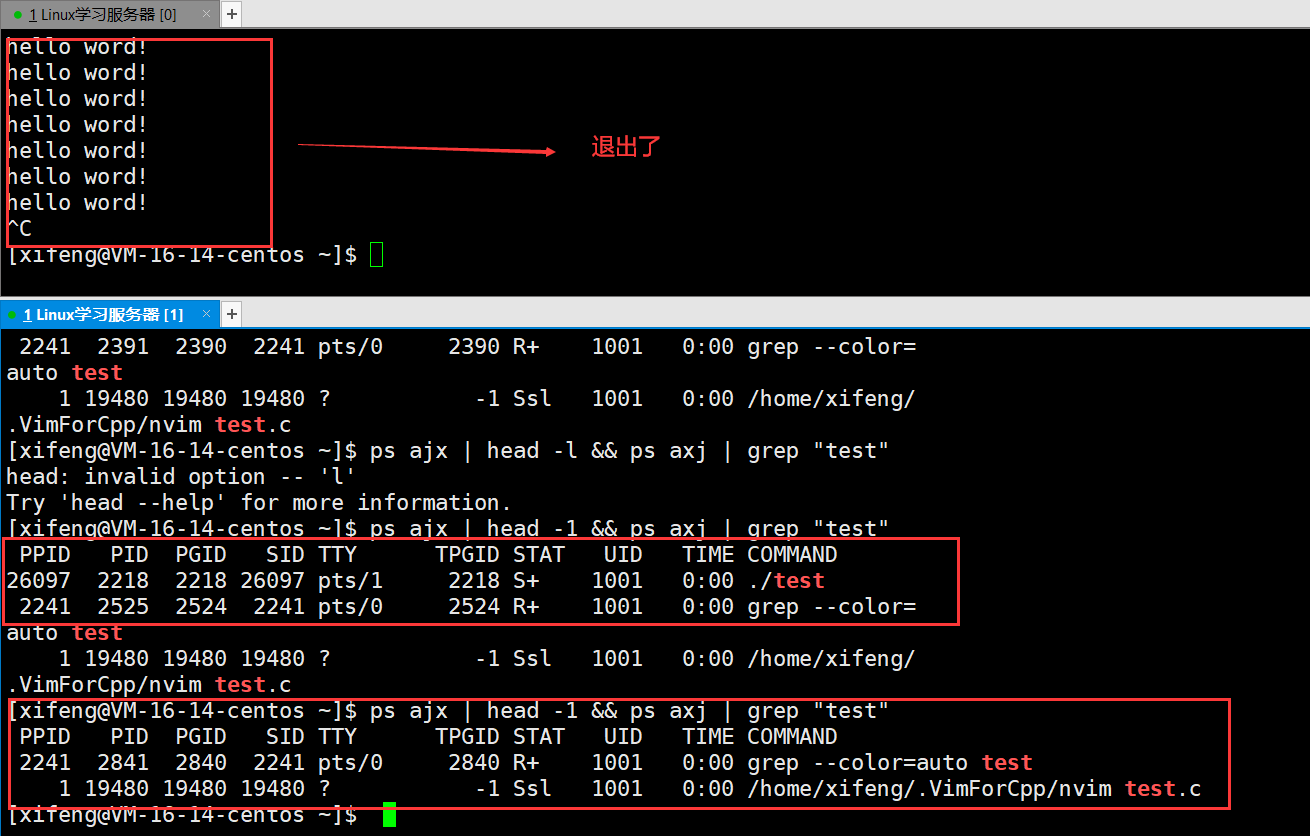 1 Linux学习服务器 [0] × +
hello word!
hello word!
hello word!
hello word!
hello word!
hello word!
hello word!
^C
退出了
[xifeng@VM-16-14-centos ~]$
1 Linux学习服务器 [1] × +
2241 2391 2390 2241 pts/0 2390 R+ 1001 0:00 grep --color=
auto test
1 19480 19480 19480 ? -1 Ssl 1001 0:00 /home/xifeng/
.VimForCpp/nvim test.c
[xifeng@VM-16-14-centos ~]$ ps ajx | head -l && ps axj | grep "test"
head: invalid option -- 'l'
Try 'head --help' for more information.
[xifeng@VM-16-14-centos ~]$ ps ajx | head -1 && ps axj | grep "test"
PPID PID PGID SID TTY TPGID STAT UID TIME COMMAND
26097 2218 2218 26097 pts/1 2218 S+ 1001 0:00 ./test
2241 2525 2524 2241 pts/0 2524 R+ 1001 0:00 grep --color=
auto test
1 19480 19480 19480 ? -1 Ssl 1001 0:00 /home/xifeng/
.VimForCpp/nvim test.c
[xifeng@VM-16-14-centos ~]$ ps ajx | head -1 && ps axj | grep "test"
PPID PID PGID SID TTY TPGID STAT UID TIME COMMAND
2241 2841 2840 2241 pts/0 2840 R+ 1001 0:00 grep --color=auto test
1 19480 19480 19480 ? -1 Ssl 1001 0:00 /home/xifeng/.VimForCpp/nvim test.c
[xifeng@VM-16-14-centos ~]$